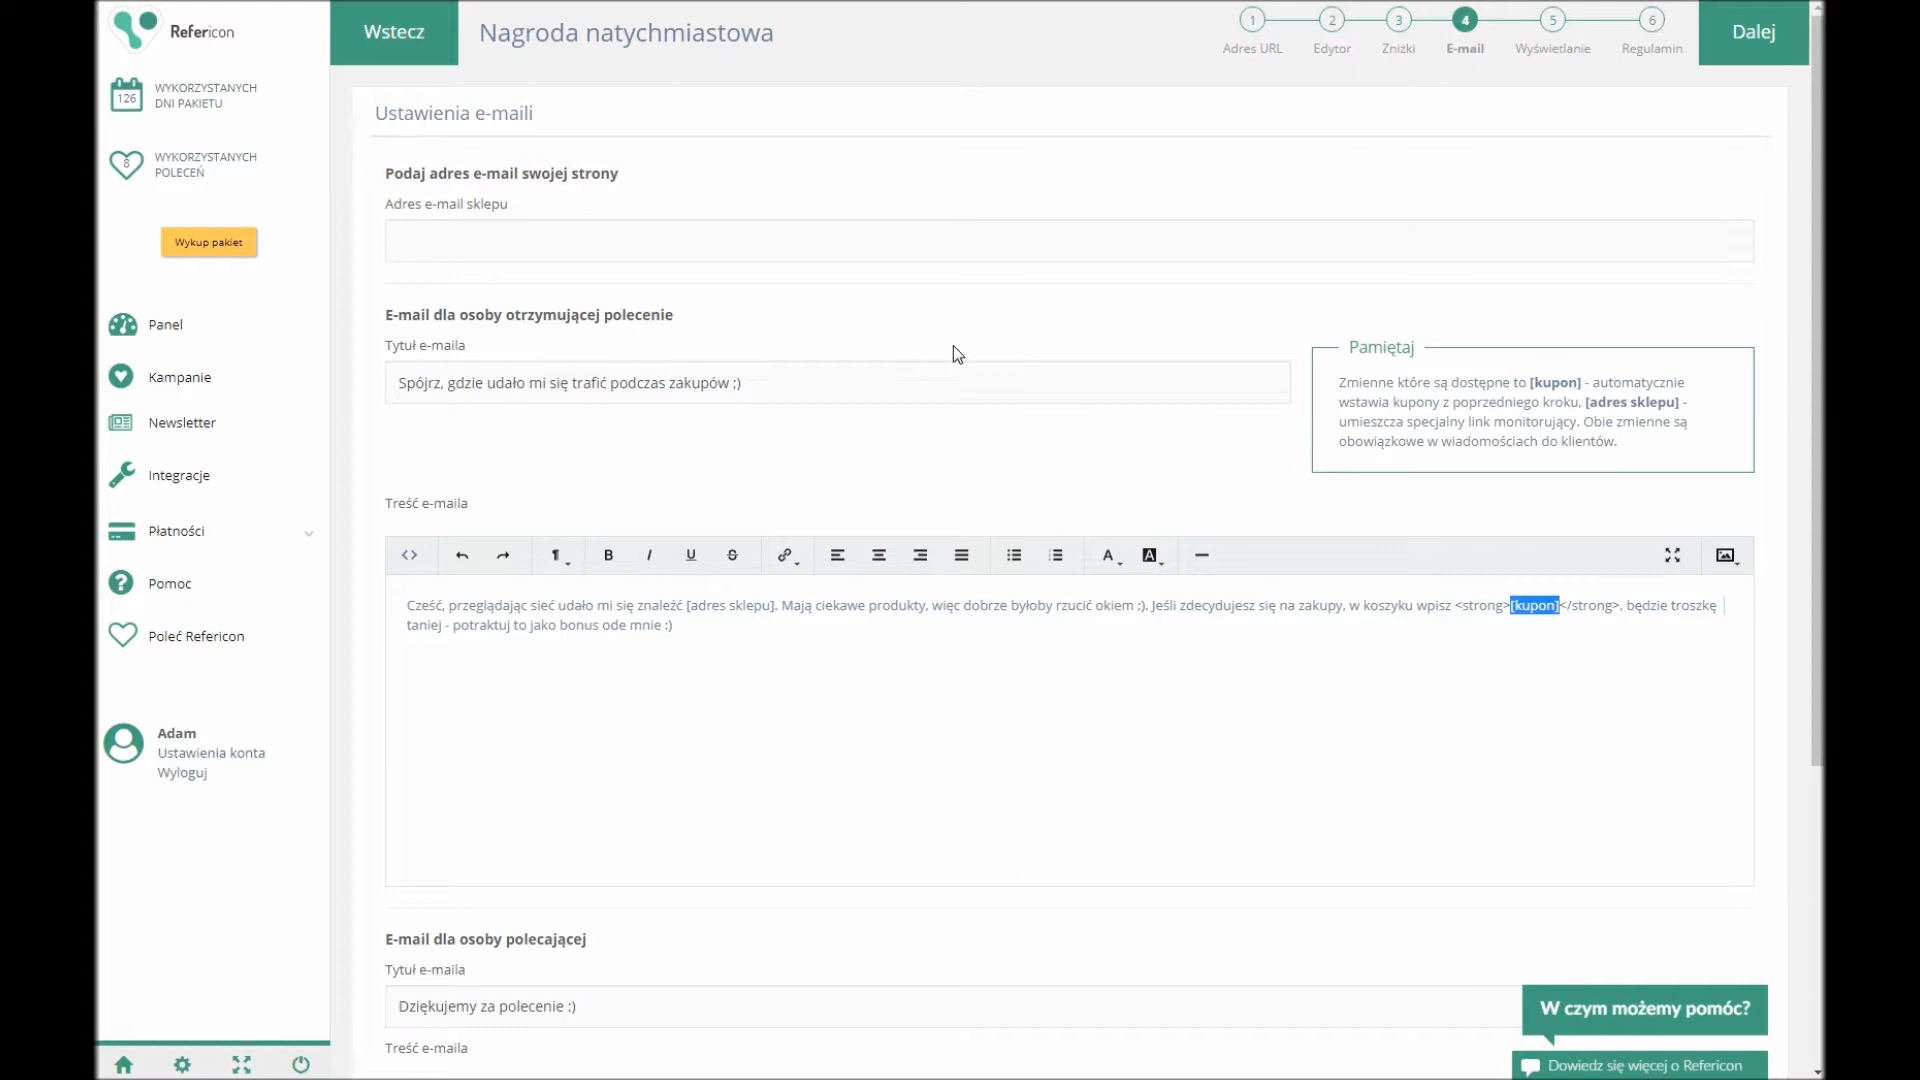 Refericon
126
WYKORZYSTANYCH
DNI PAKIETU
8
WYKORZYSTANYCH
POLECEŃ
Wykup pakiet
Panel
Kampanie
Newsletter
Integracje
Płatności
Pomoc
Poleć Refericon
Adam
Ustawienia konta
Wyloguj
Wstecz
Nagroda natychmiastowa
1
2
3
4
5
6
Adres URL
Edytor
Zniżki
E-mail
Wyświetlanie
Regulamin
Dalej
Ustawienia e-maili
Podaj adres e-mail swojej strony
Adres e-mail sklepu
E-mail dla osoby otrzymującej polecenie
Tytuł e-maila
Spójrz, gdzie udało mi się trafić podczas zakupów ;)
Pamiętaj
Zmienne które są dostępne to [kupon] - automatycznie
wstawia kupony z poprzedniego kroku, [adres sklepu] -
umieszcza specjalny link monitorujący. Obie zmienne są
obowiązkowe w wiadomościach do klientów.
Treść e-maila
Cześć, przeglądając sieć udało mi się znaleźć [adres sklepu]. Mają ciekawe produkty, więc dobrze byłoby rzucić okiem ;). Jeśli zdecydujesz się na zakupy, w koszyku wpisz <strong>[kupon]</strong>, będzie troszkę
taniej - potraktuj to jako bonus ode mnie :)
E-mail dla osoby polecającej
Tytuł e-maila
Dziękujemy za polecenie :)
Treść e-maila
W czym możemy pomóc?
Dowiedz się więcej o Refericon